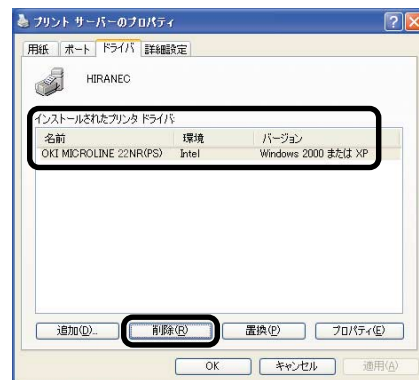 プリント サーバーのプロパティ
用紙 ポート ドライバ 詳細設定
HIRANEC
インストールされたプリンタ ドライバ:
名前 環境 バージョン
OKI MICROLINE 22NR(PS) Intel Windows 2000 または XP
追加(D)... 削除(R) 置換(P) プロパティ(E)
OK キャンセル 適用(A)